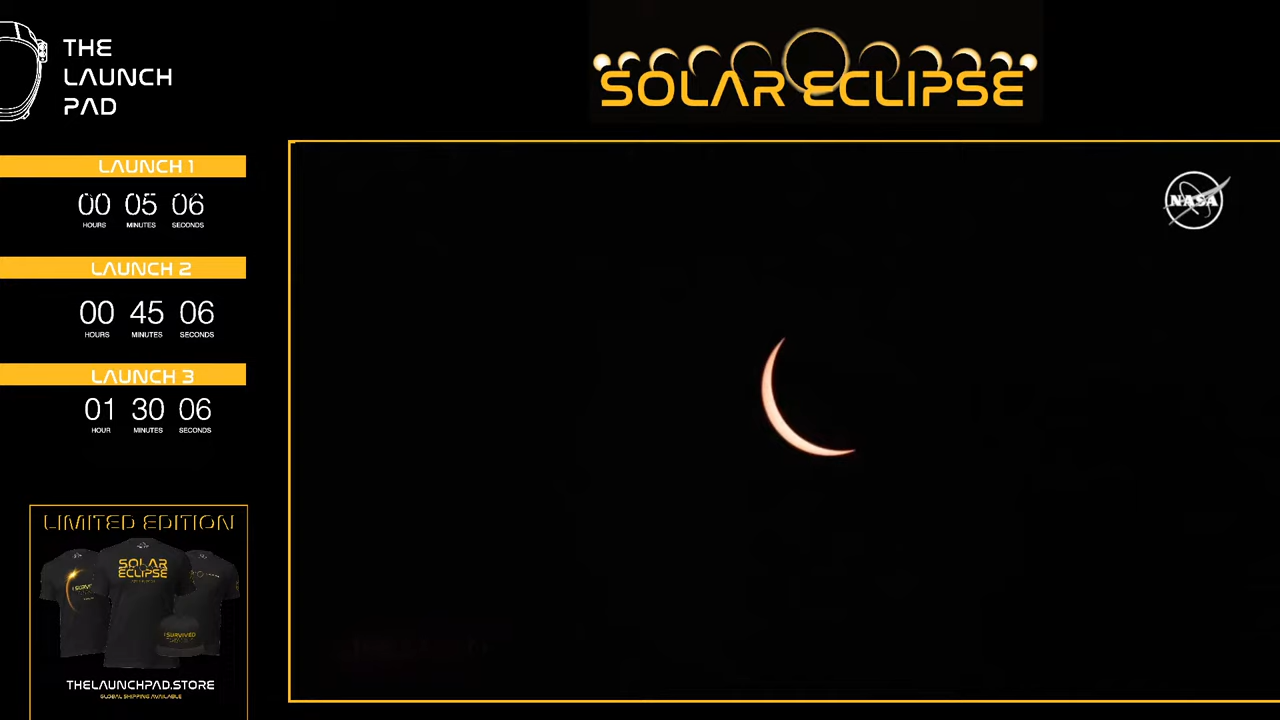 THE
LAUNCH
PAD
SOLAR ECLIPSE
LAUNCH 1
00 05 06
HOURS MINUTES SECONDS
LAUNCH 2
00 45 06
HOURS MINUTES SECONDS
LAUNCH 3
01 30 06
HOUR MINUTES SECONDS
NASA
LIMITED EDITION
SOLAR
ECLIPSE
I SURVIVED
THELAUNCHPAD.STORE
GLOBAL SHIPPING AVAILABLE